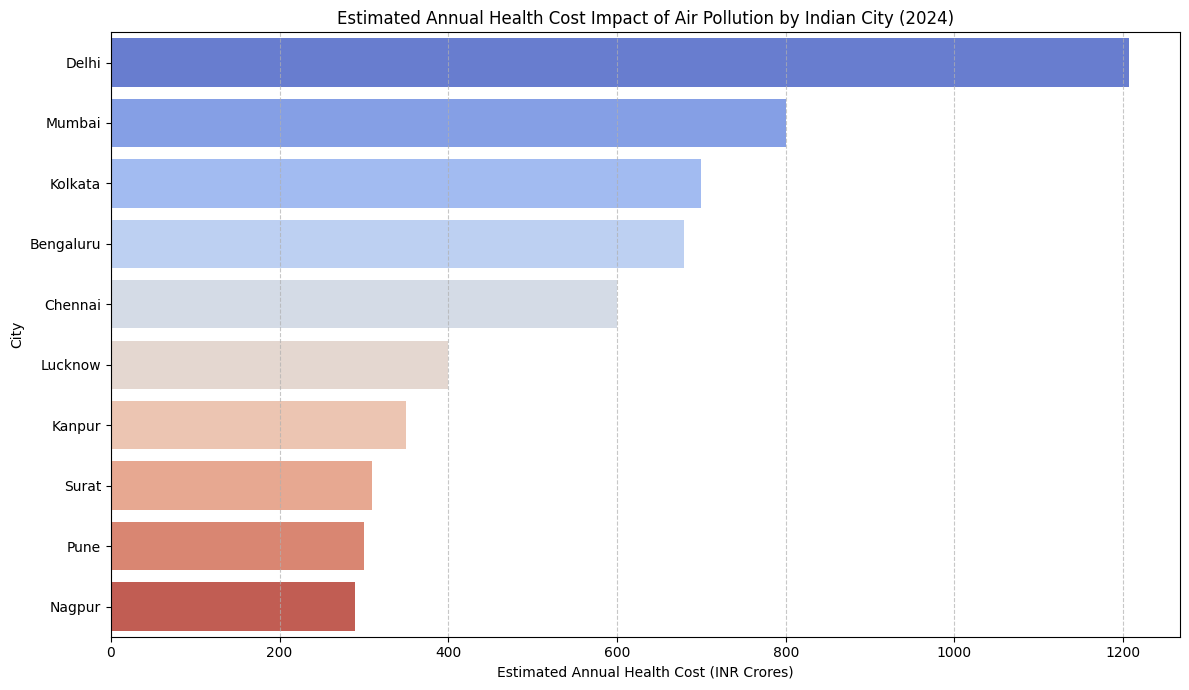 Estimated Annual Health Cost Impact of Air Pollution by Indian City (2024)
Delhi
Mumbai
Kolkata
Bengaluru
Chennai
Lucknow
Kanpur
Surat
Pune
Nagpur
City
0 200 400 600 800 1000 1200
Estimated Annual Health Cost (INR Crores)